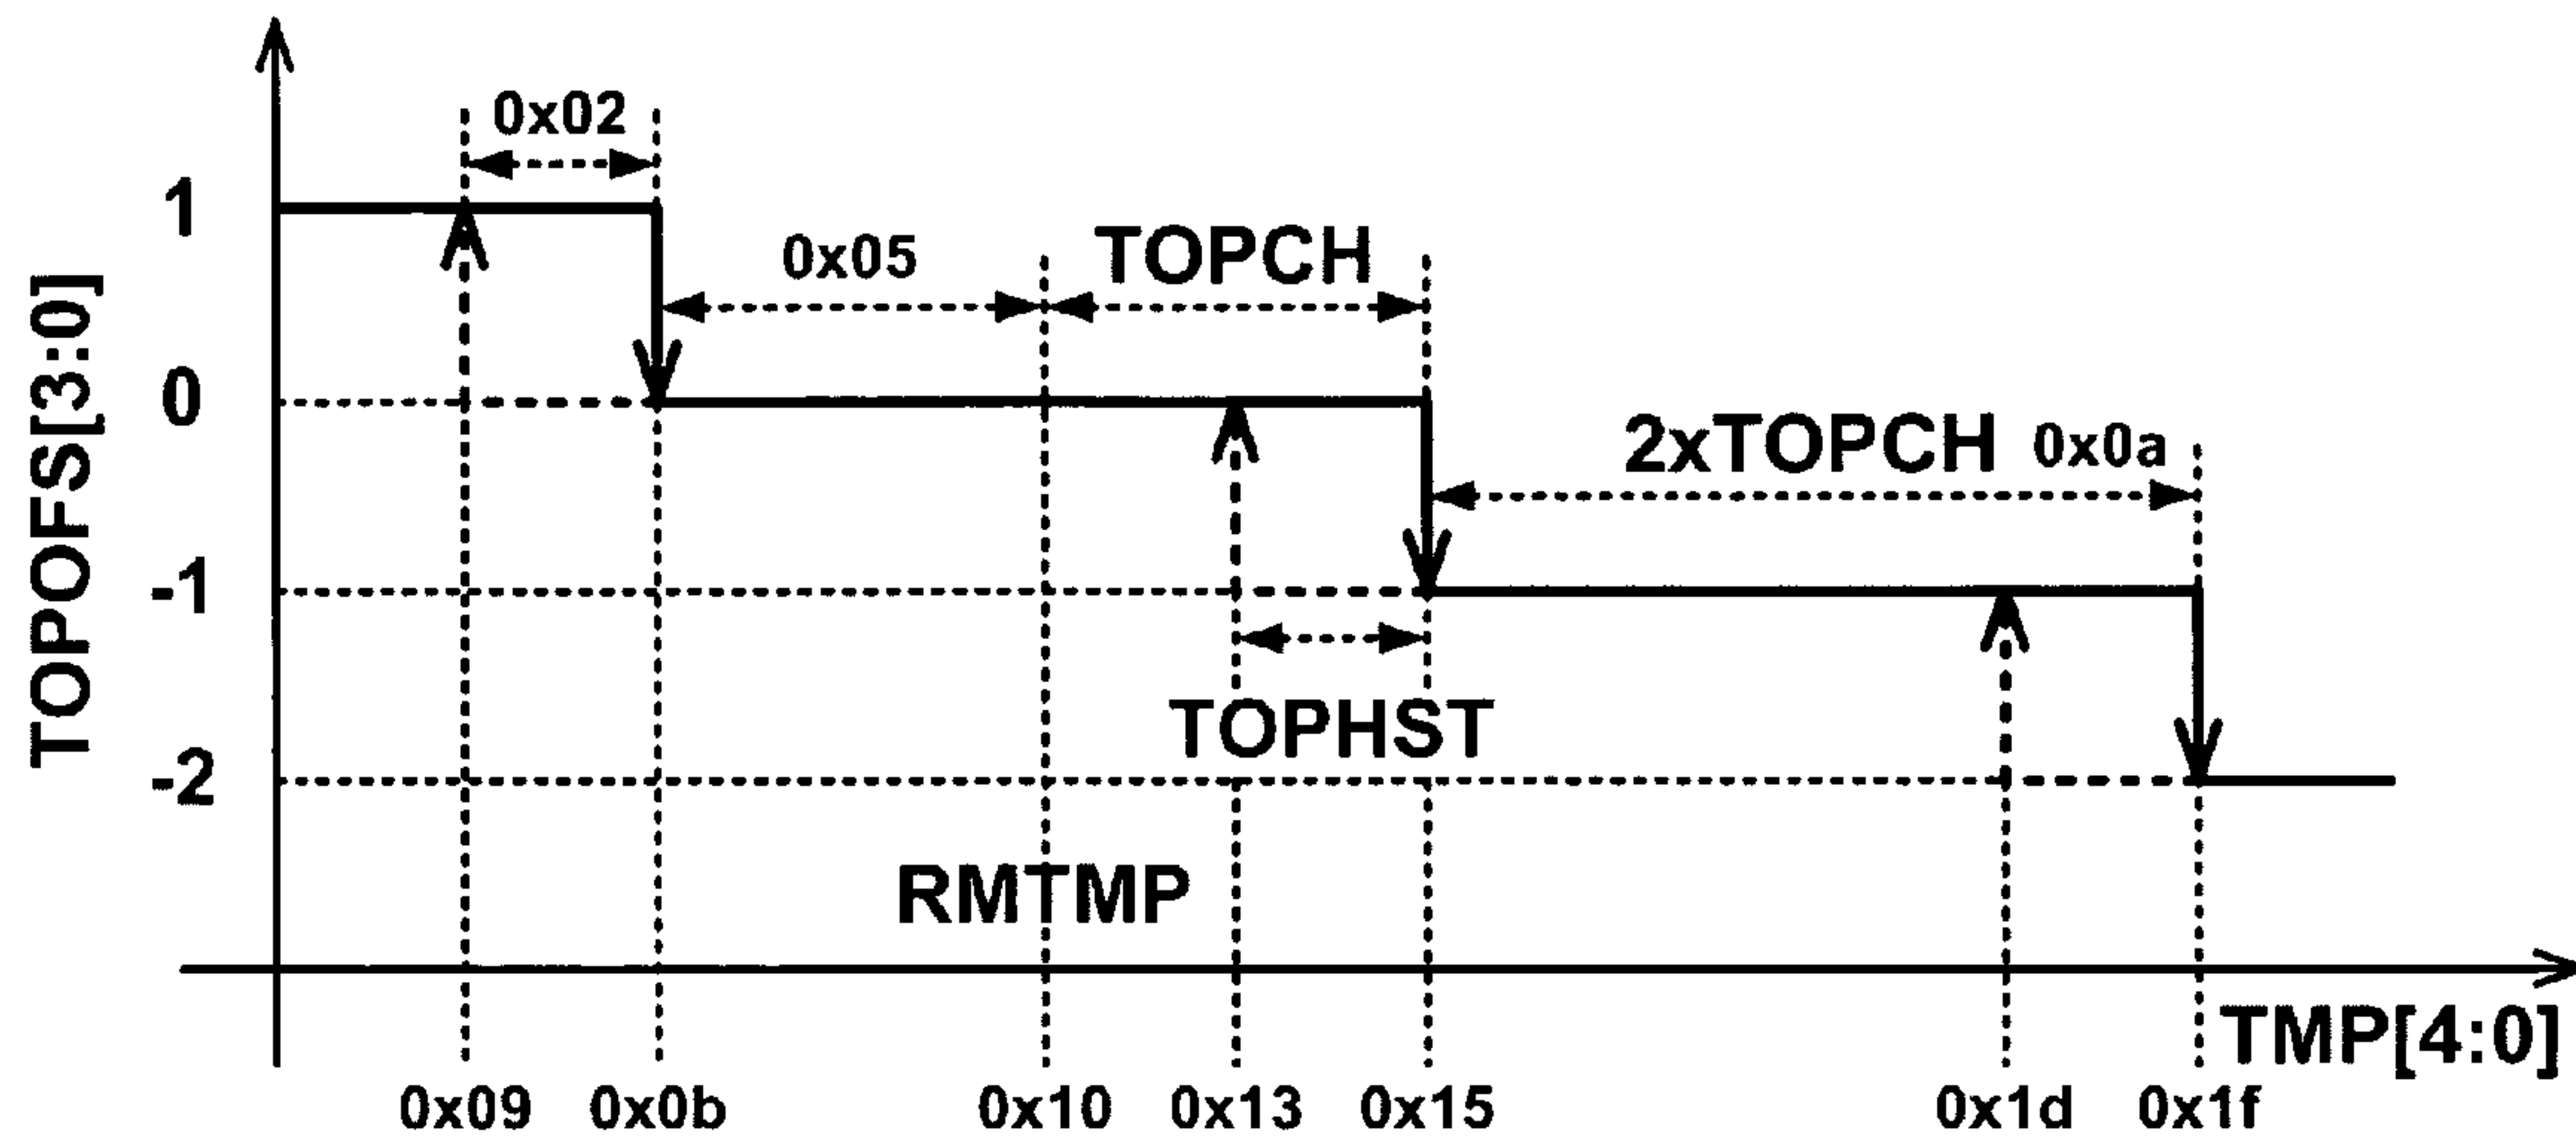 0x02
1
0x05
TOPCH
0
2xTOPCH 0x0a
-1
TOPHST
-2
RMTMP
TOPOFS[3:0]
TMP[4:0]
0x09
0x0b
0x10
0x13
0x15
0x1d
0x1f